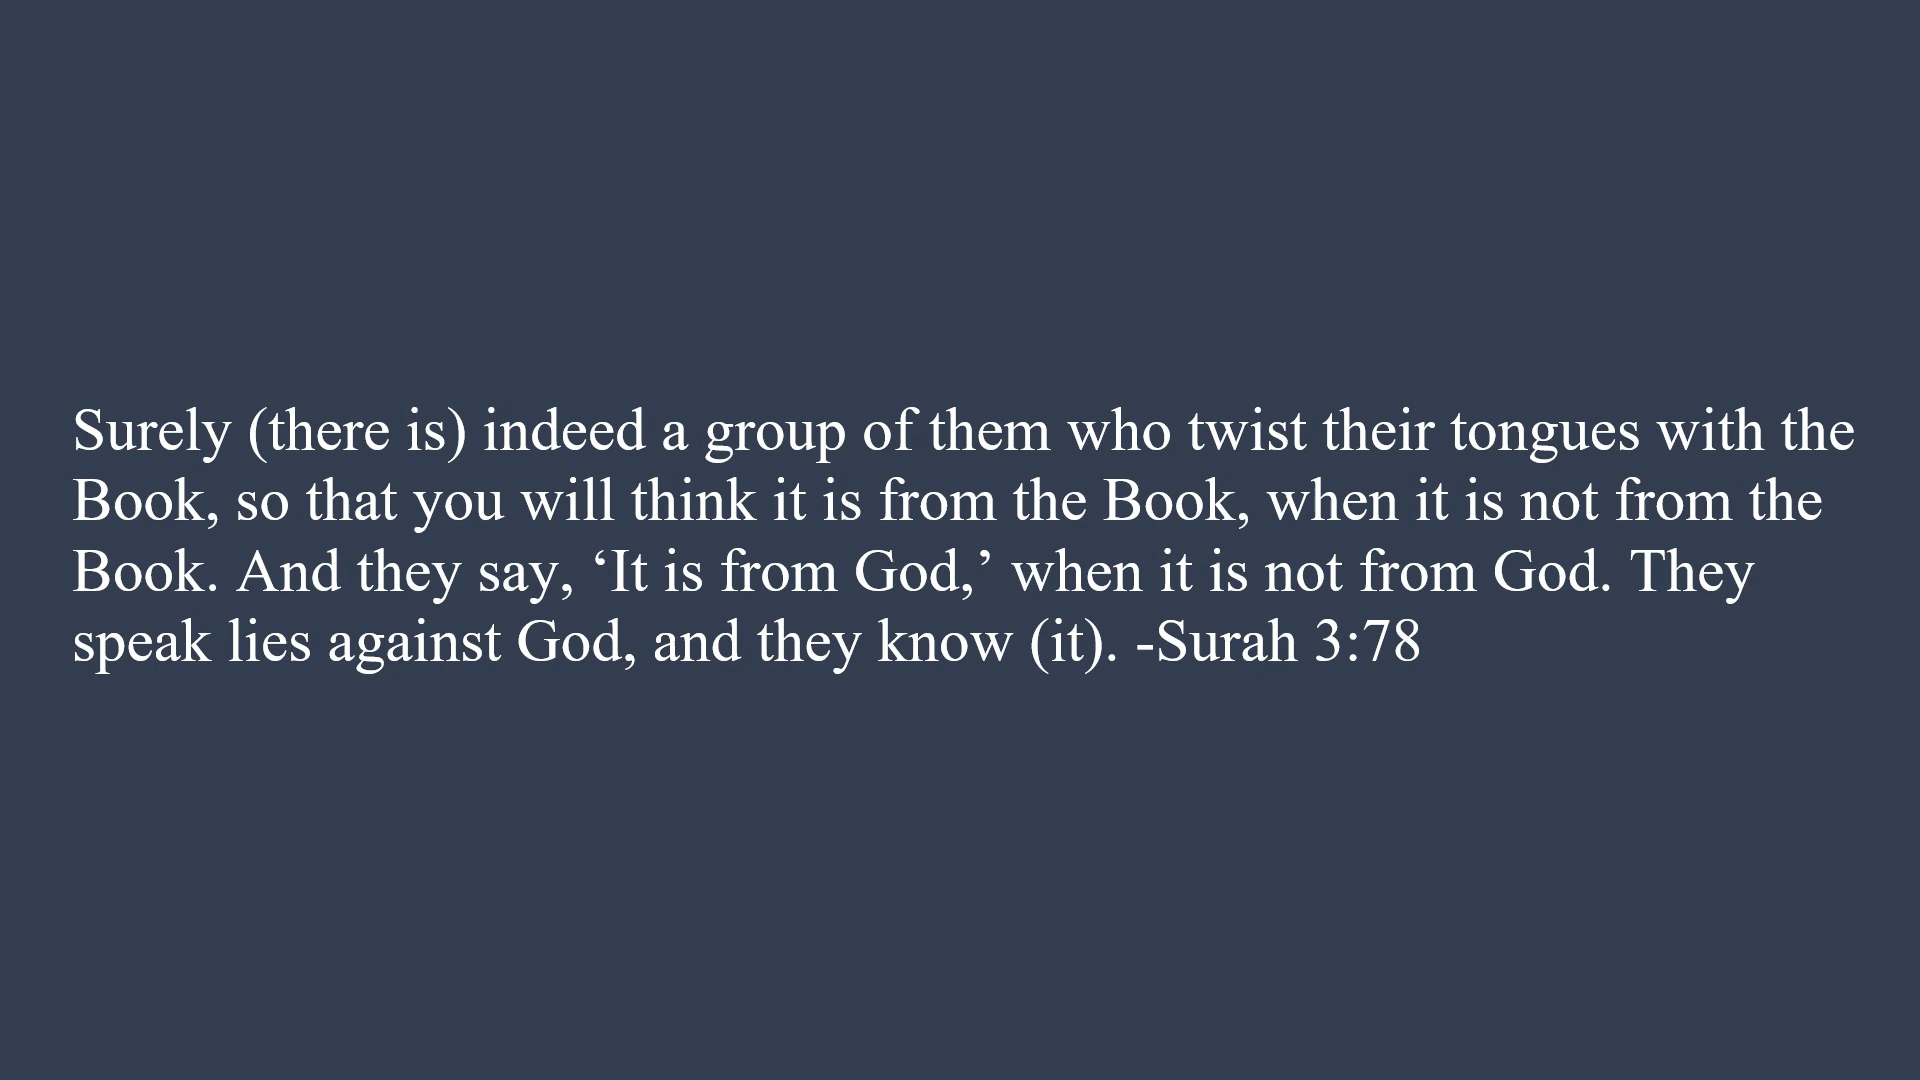 Surely (there is) indeed a group of them who twist their tongues with the
Book, so that you will think it is from the Book, when it is not from the
Book. And they say, ‘It is from God,’ when it is not from God. They
speak lies against God, and they know (it). -Surah 3:78